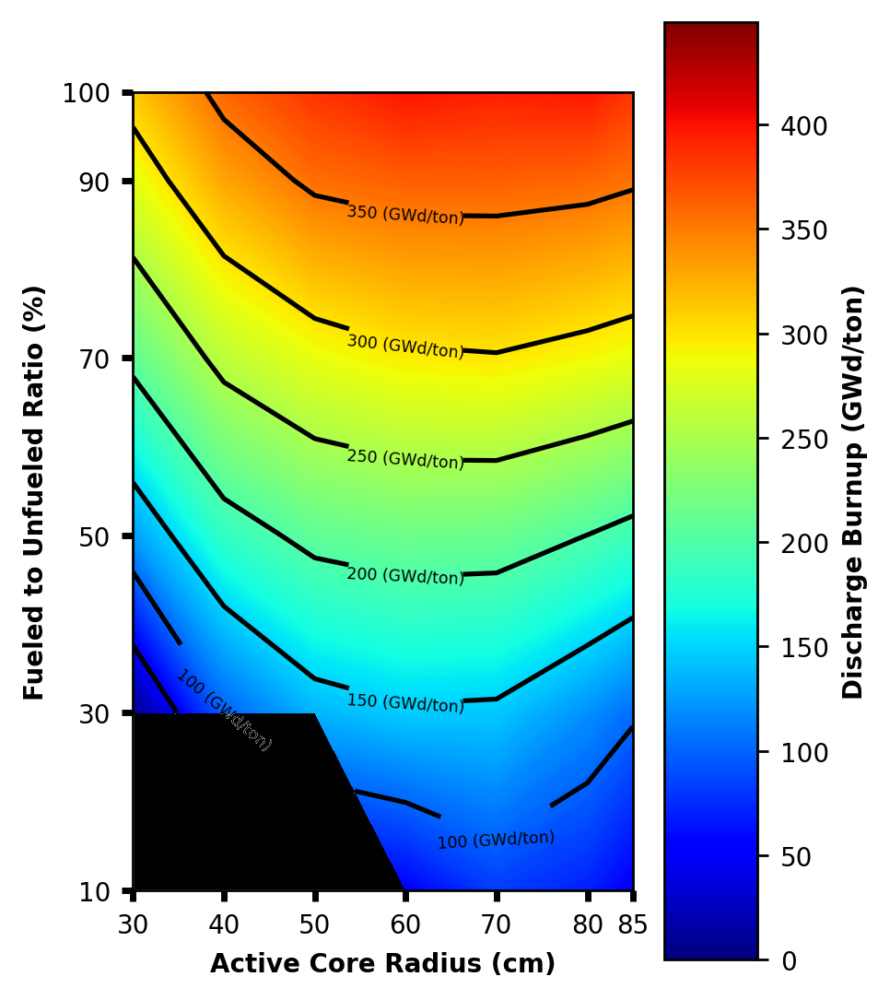 100
90
70
50
30
10
30 40 50 60 70 80 85
Active Core Radius (cm)
Fueled to Unfueled Ratio (%)
350 (GWd/ton)
300 (GWd/ton)
250 (GWd/ton)
200 (GWd/ton)
150 (GWd/ton)
100 (GWd/ton)
100 (GWd/ton)
400
350
300
250
200
150
100
50
0
Discharge Burnup (GWd/ton)